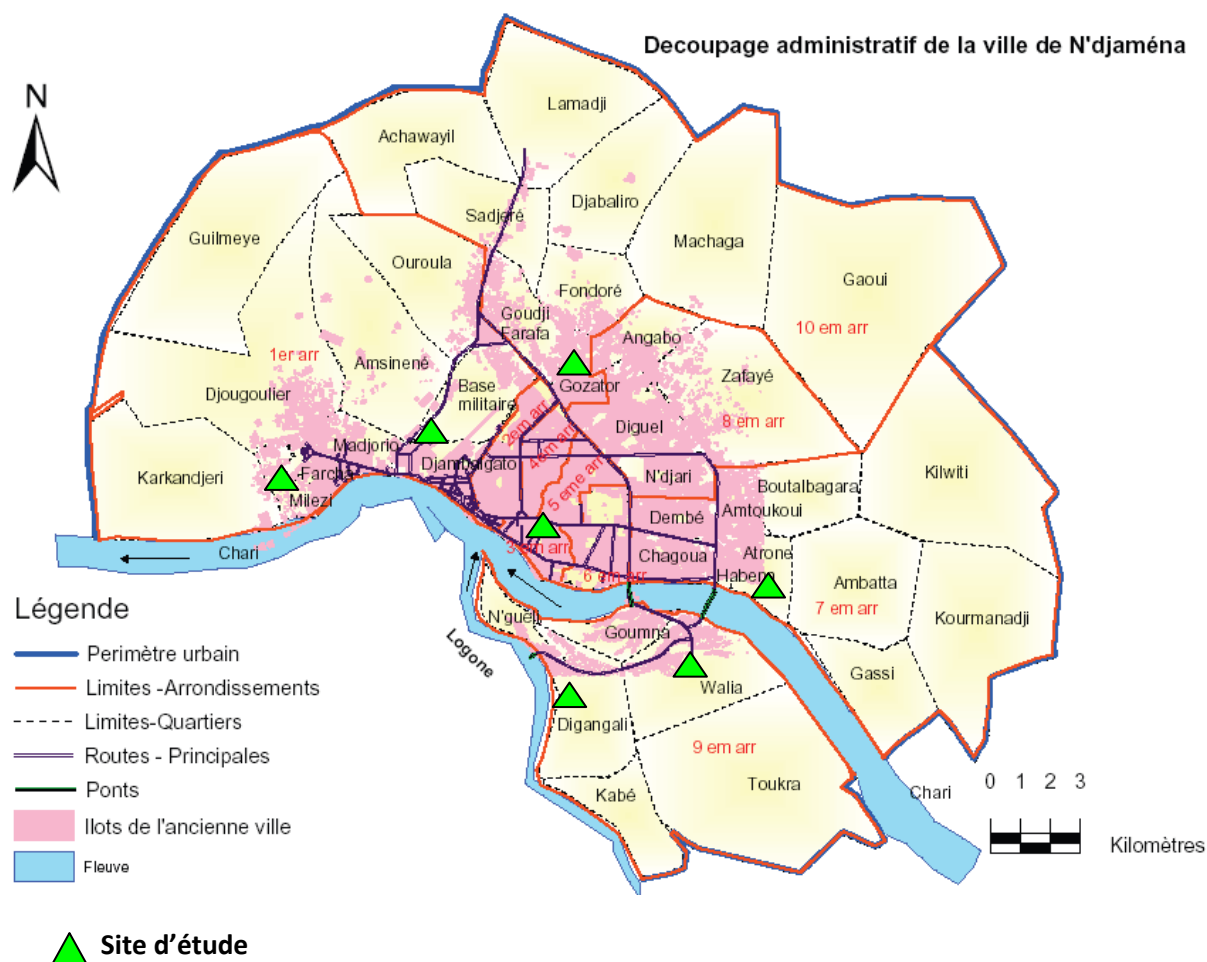 Decoupage administratif de la ville de N'djaména
N
Lamadji
Achawayil
Djabaliro
Sadjeré
Guilmeye
Machaga
Ouroula
Gaoui
Fondoré
Goudji
Farafa
10 em arr
Angabo
1er arr
Amsinené
Zafayé
Base
militaire
Gozator
Djougoulier
2em arr
8 em arr
Diguel
4em arr
Madjorio
Djambalgato
Karkandjeri
Farcha
N'djari
Kilwiti
Boutalbagara
5 eme arr
Milezi
Dembé
Amtoukoui
Chari
3 em arr
Chagoua
Atrone
6 em arr
Habena
Ambatta
7 em arr
Légende
N'gueli
Kourmanadji
Goumna
Logone
Perimètre urbain
Gassi
Limites -Arrondissements
Walia
Limites-Quartiers
Digangali
9 em arr
Routes - Principales
Toukra
0 1 2 3
Ponts
Kabé
Chari
Ilots de l'ancienne ville
Kilomètres
Fleuve
Site d'étude